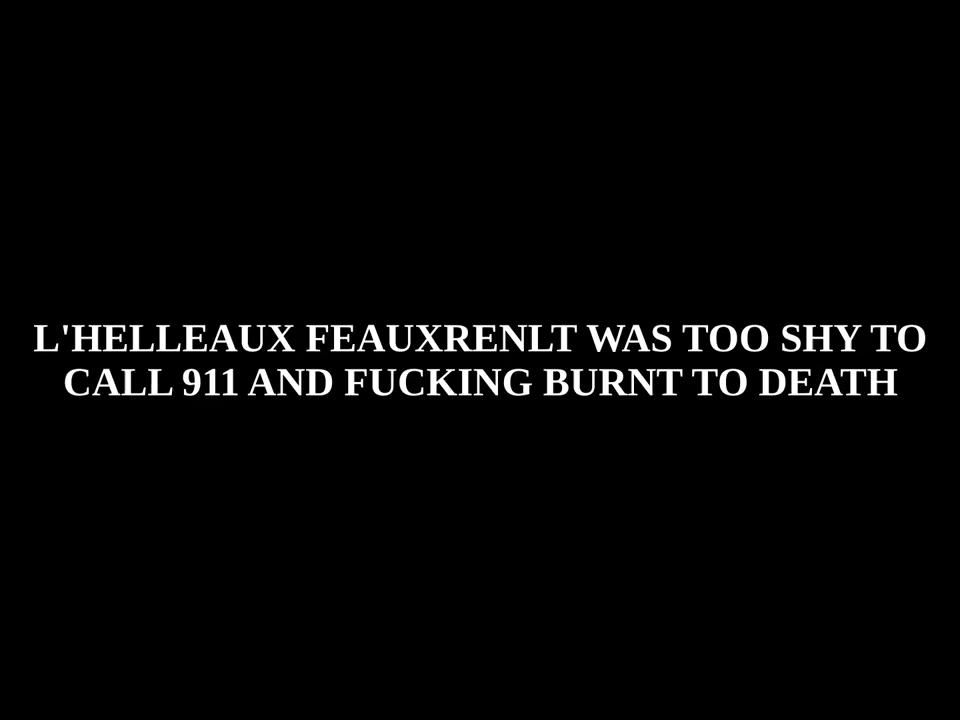 L'HELLEAUX FEAUXRENLT WAS TOO SHY TO
CALL 911 AND FUCKING BURNT TO DEATH